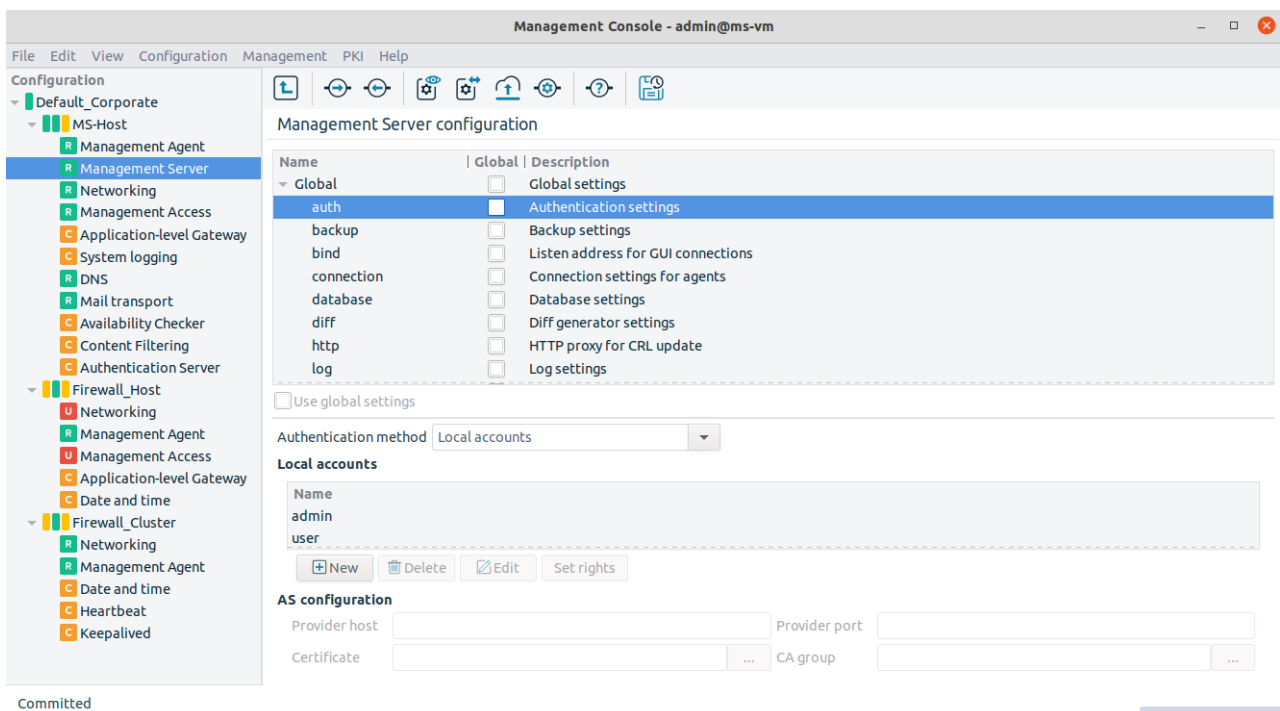 Management Console - admin@ms-vm
File Edit View Configuration Management PKI Help
Configuration
Default_Corporate
MS-Host
R Management Agent
R Management Server
R Networking
R Management Access
C Application-level Gateway
C System logging
R DNS
R Mail transport
C Availability Checker
C Content Filtering
C Authentication Server
Firewall_Host
U Networking
R Management Agent
U Management Access
C Application-level Gateway
C Date and time
Firewall_Cluster
R Networking
R Management Agent
C Date and time
C Heartbeat
C Keepalived
Management Server configuration
Name Global Description
Global Global settings
auth Authentication settings
backup Backup settings
bind Listen address for GUI connections
connection Connection settings for agents
database Database settings
diff Diff generator settings
http HTTP proxy for CRL update
log Log settings
Use global settings
Authentication method Local accounts
Local accounts
Name
admin
user
New Delete Edit Set rights
AS configuration
Provider host Provider port
Certificate ... CA group ...
Committed